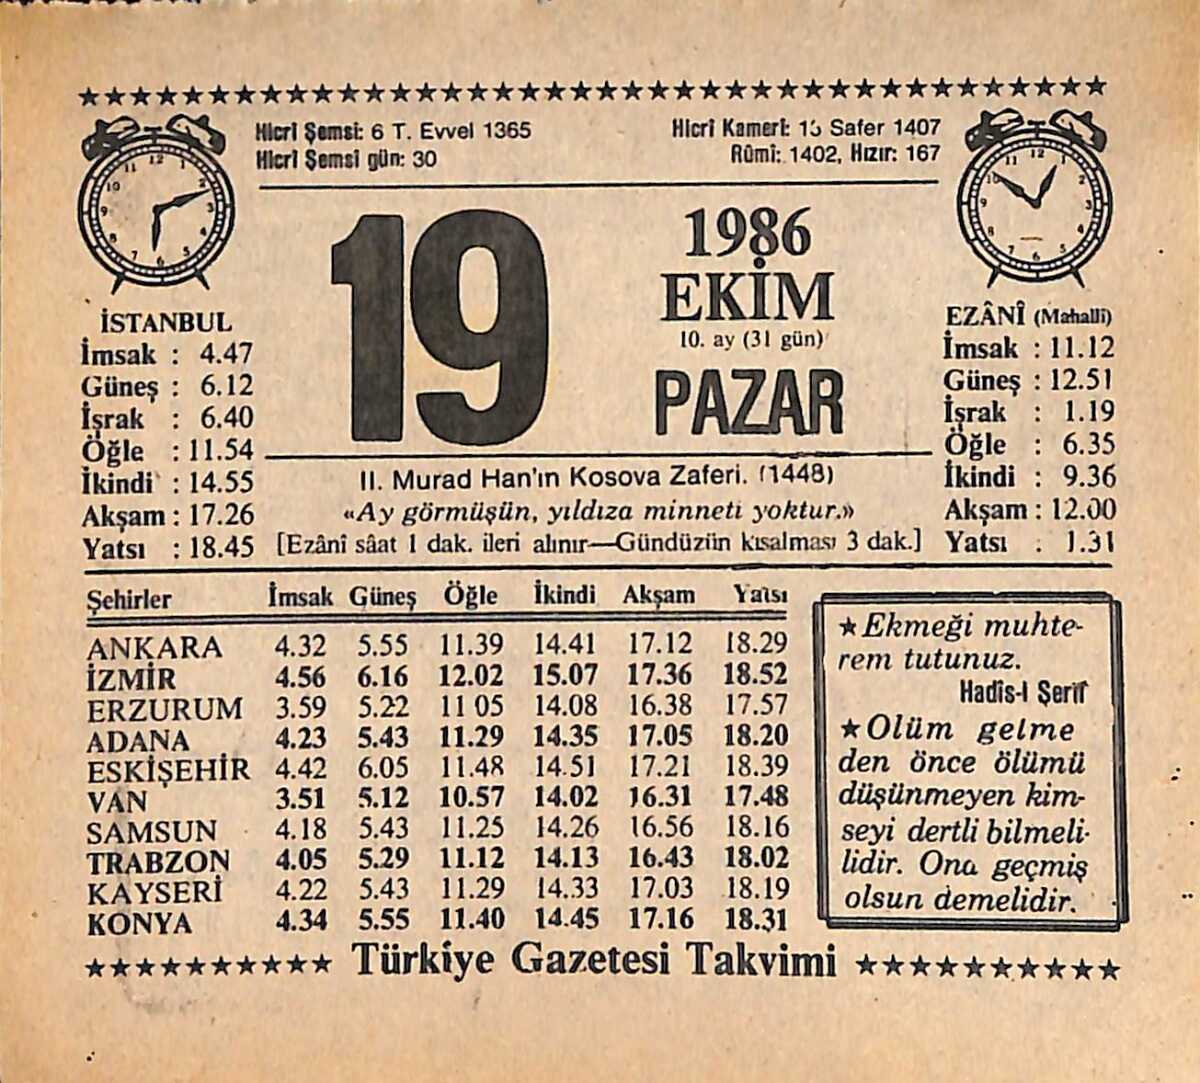 Hicrî Şemsî: 6 T. Evvel 1365
Hicrî Şemsî gün: 30
Hicrî Kamerî: 15 Safer 1407
Rûmî: 1402, Hızır: 167
19
1986
EKİM
10. ay (31 gün)
PAZAR
İSTANBUL
İmsak : 4.47
Güneş : 6.12
İşrak : 6.40
Öğle : 11.54
İkindi : 14.55
Akşam : 17.26
Yatsı : 18.45
EZÂNÎ (Mahallî)
İmsak : 11.12
Güneş : 12.51
İşrak : 1.19
Öğle : 6.35
İkindi : 9.36
Akşam : 12.00
Yatsı : 1.31
II. Murad Han'ın Kosova Zaferi. (1448)
«Ay görmüşün, yıldıza minneti yoktur.»
[Ezânî sâat 1 dak. ileri alınır—Gündüzün kısalması 3 dak.]
Şehirler İmsak Güneş Öğle İkindi Akşam Yatsı
ANKARA 4.32 5.55 11.39 14.41 17.12 18.29
İZMİR 4.56 6.16 12.02 15.07 17.36 18.52
ERZURUM 3.59 5.22 11 05 14.08 16.38 17.57
ADANA 4.23 5.43 11.29 14.35 17.05 18.20
ESKİŞEHİR 4.42 6.05 11.48 14.51 17.21 18.39
VAN 3.51 5.12 10.57 14.02 16.31 17.48
SAMSUN 4.18 5.43 11.25 14.26 16.56 18.16
TRABZON 4.05 5.29 11.12 14.13 16.43 18.02
KAYSERİ 4.22 5.43 11.29 14.33 17.03 18.19
KONYA 4.34 5.55 11.40 14.45 17.16 18.31
★Ekmeği muhte-
rem tutunuz.
Hadîs-i Şerîf
★Olüm gelme
den önce ölümü
düşünmeyen kim-
seyi dertli bilmeli-
lidir. Ona geçmiş
olsun demelidir.
★★★★★★★★★★ Türkiye Gazetesi Takvimi ★★★★★★★★★★